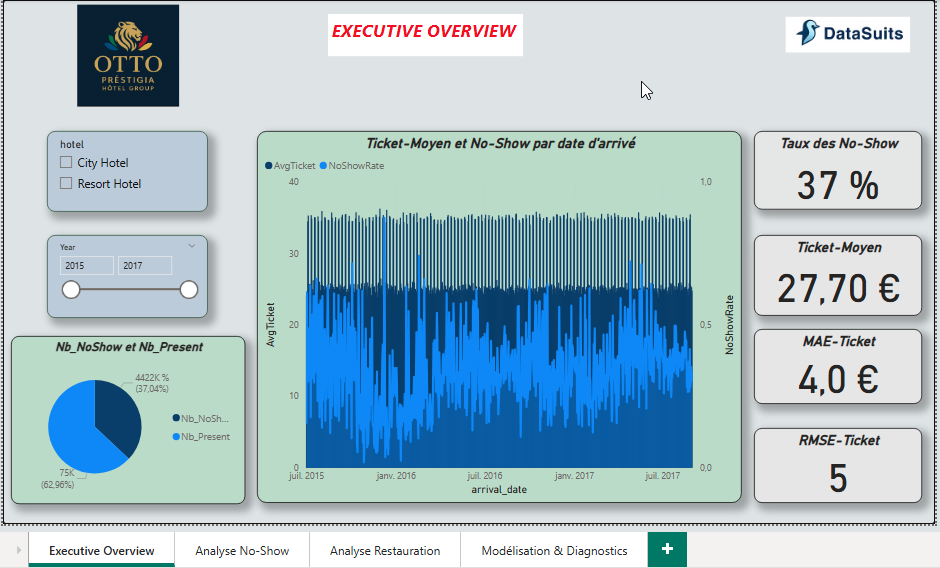 OTTO
PRÉSTIGIA
HÔTEL GROUP
EXECUTIVE OVERVIEW
DataSuits
hotel
City Hotel
Resort Hotel
Year
2015 2017
Nb_NoShow et Nb_Present
4422K %
(37,04%)
Nb_NoSh...
Nb_Present
75K
(62,96%)
Ticket-Moyen et No-Show par date d'arrivé
AvgTicket NoShowRate
40 1,0
30
20 0,5
10
0 0,0
AvgTicket
NoShowRate
juil. 2015 janv. 2016 juil. 2016 janv. 2017 juil. 2017
arrival_date
Taux des No-Show
37 %
Ticket-Moyen
27,70 €
MAE-Ticket
4,0 €
RMSE-Ticket
5
Executive Overview Analyse No-Show Analyse Restauration Modélisation & Diagnostics +